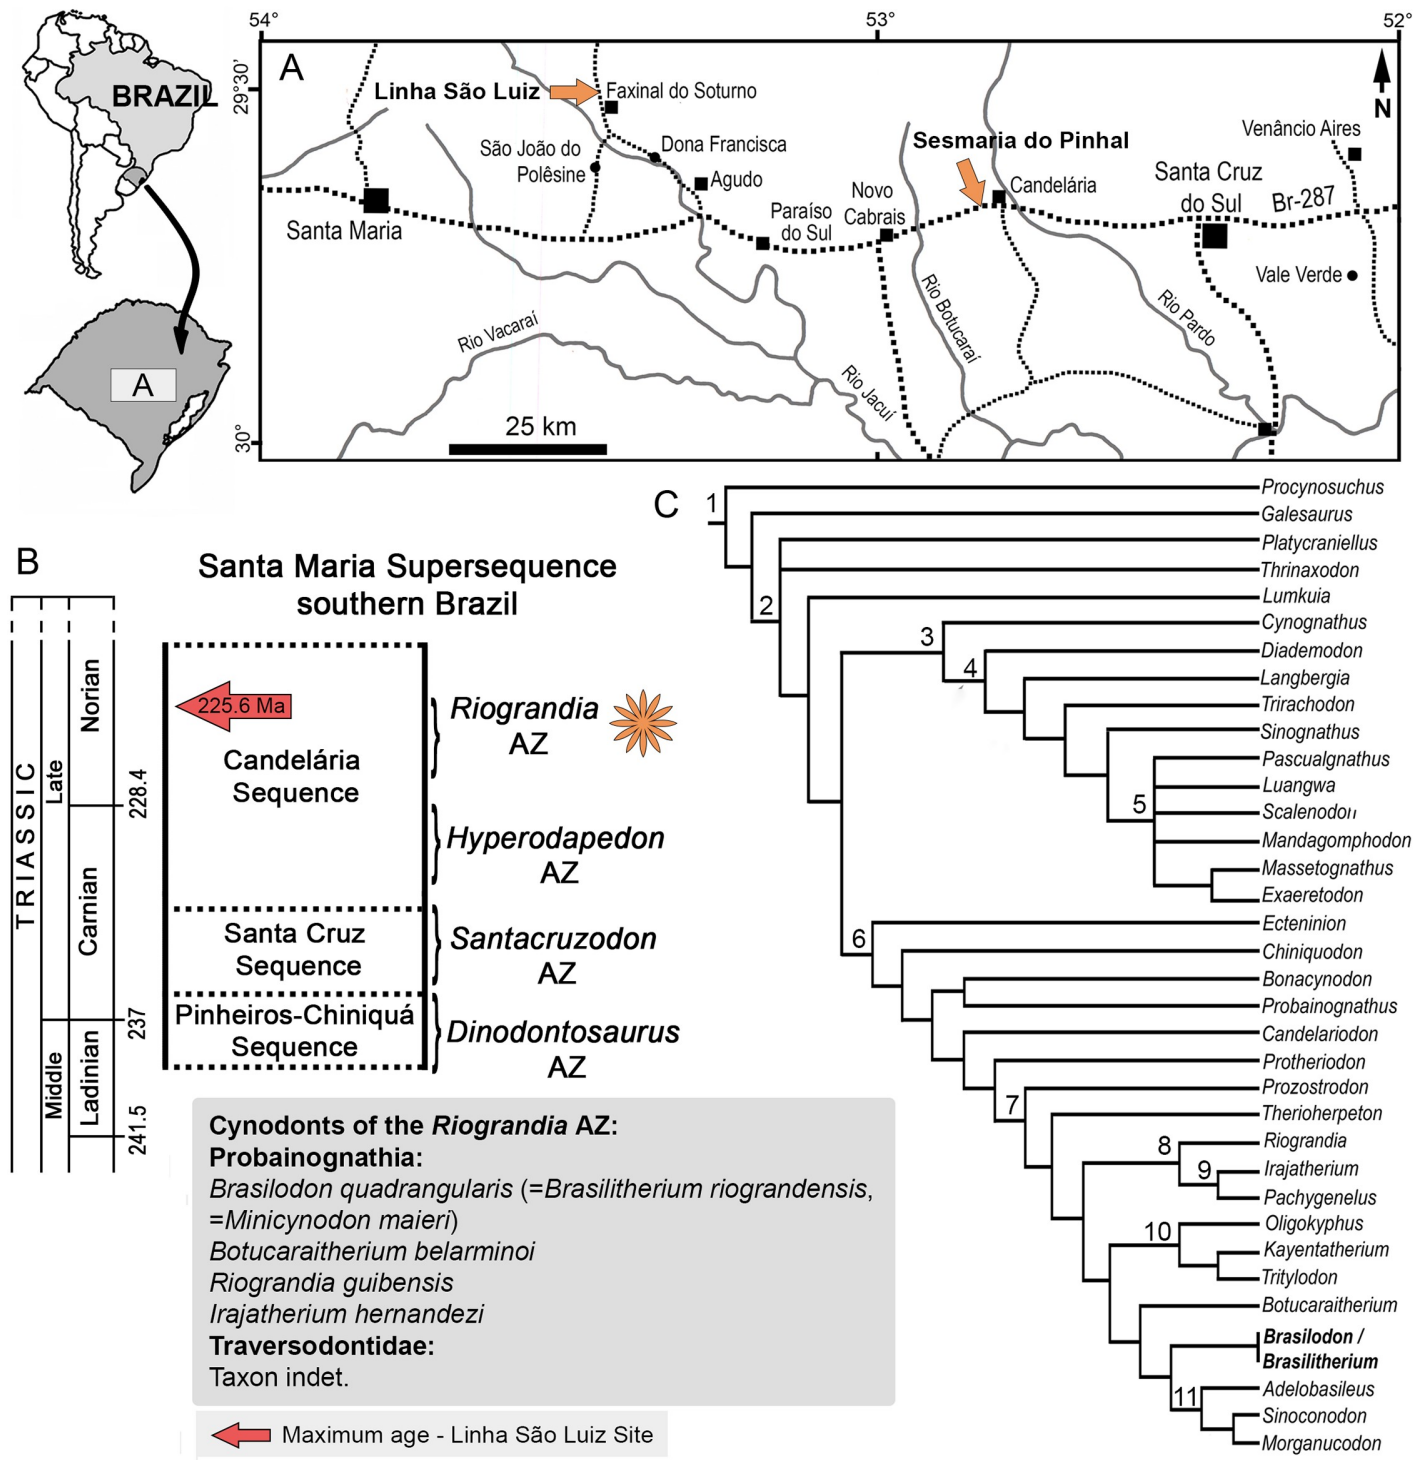 54°
53°
52°
BRAZIL
A
A
29°30'
30°
N
Linha São Luiz
Faxinal do Soturno
São João do
Polêsine
Dona Francisca
Agudo
Santa Maria
Paraíso
do Sul
Novo
Cabrais
Sesmaria do Pinhal
Candelária
Venâncio Aires
Santa Cruz
do Sul
Br-287
Vale Verde
Rio Vacaraí
Rio Jacuí
Rio Botucaraí
Rio Pardo
25 km
B
Santa Maria Supersequence
southern Brazil
TRIASSIC
Late
Middle
Norian
Carnian
Ladinian
228.4
237
241.5
225.6 Ma
Candelária
Sequence
Santa Cruz
Sequence
Pinheiros-Chiniquá
Sequence
Riograndia
AZ
Hyperodapedon
AZ
Santacruzodon
AZ
Dinodontosaurus
AZ
Cynodonts of the Riograndia AZ:
Probainognathia:
Brasilodon quadrangularis (=Brasilitherium riograndensis,
=Minicynodon maieri)
Botucaraitherium belarminoi
Riograndia guibensis
Irajatherium hernandezi
Traversodontidae:
Taxon indet.
Maximum age - Linha São Luiz Site
C
1
2
3
4
5
6
7
8
9
10
11
Procynosuchus
Galesaurus
Platycraniellus
Thrinaxodon
Lumkuia
Cynognathus
Diademodon
Langbergia
Trirachodon
Sinognathus
Pascualgnathus
Luangwa
Scalenodon
Mandagomphodon
Massetognathus
Exaeretodon
Ecteninion
Chiniquodon
Bonacynodon
Probainognathus
Candelariodon
Protheriodon
Prozostrodon
Therioherpeton
Riograndia
Irajatherium
Pachygenelus
Oligokyphus
Kayentatherium
Tritylodon
Botucaraitherium
Brasilodon /
Brasilitherium
Adelobasileus
Sinoconodon
Morganucodon